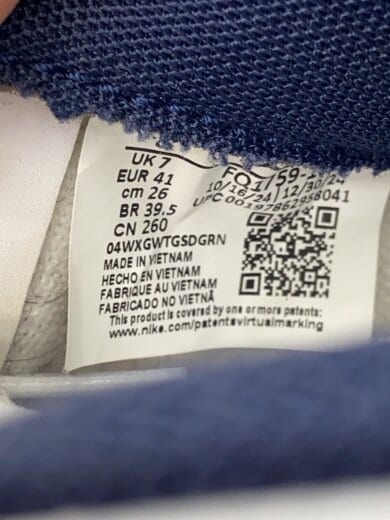 UK 7
EUR 41
cm 26
BR 39.5
CN 260
04WXGWTGSDGRN
MADE IN VIETNAM
HECHO EN VIETNAM
FABRIQUE AU VIETNAM
FABRICADO NO VIETNÃ
10/16/24 12/30/24
UPC 00197862958041
This product is covered by one or more patents:
www.nike.com/patentsvirtualmarking